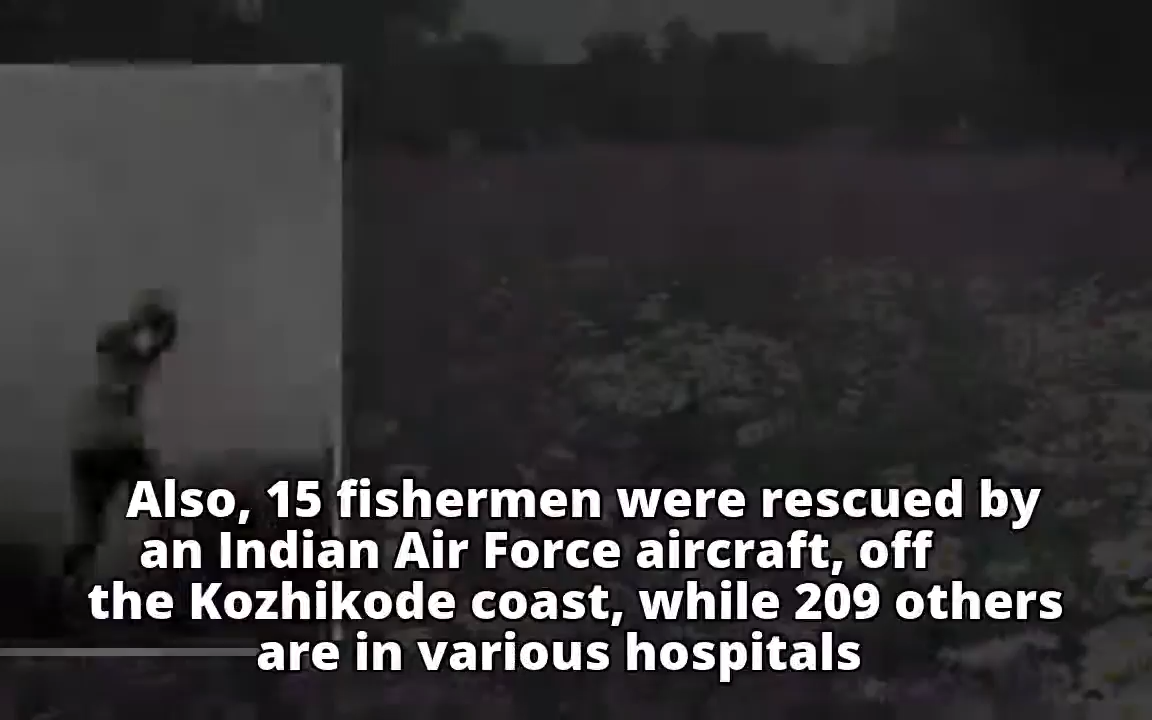 Also, 15 fishermen were rescued by
an Indian Air Force aircraft, off
the Kozhikode coast, while 209 others
are in various hospitals